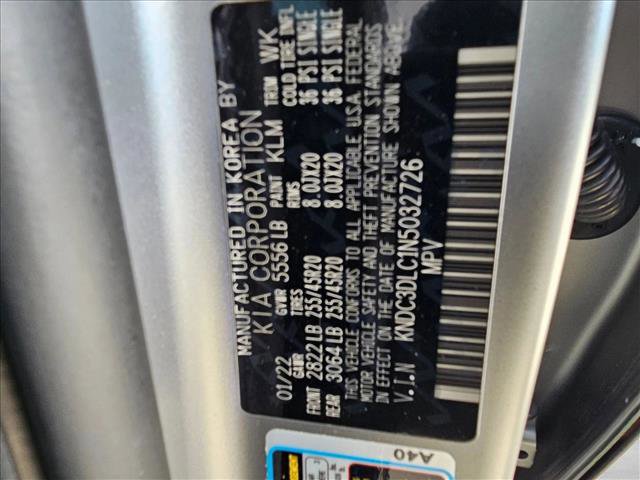 MANUFACTURED IN KOREA BY
KIA CORPORATION
01/22 GVWR 5556 LB PAINT KLM TRIM WK
GAWR TIRES RIMS COLD TIRE INFL
FRONT 2822 LB 255/45R20 8.0JX20 36 PSI SINGLE
REAR 3064 LB 255/45R20 8.0JX20 36 PSI SINGLE
THIS VEHICLE CONFORMS TO ALL APPLICABLE U.S.A. FEDERAL
MOTOR VEHICLE SAFETY AND THEFT PREVENTION STANDARDS
IN EFFECT ON THE DATE OF MANUFACTURE SHOWN ABOVE.
V.I.N KNDC3DLC1N5032726
MPV
A40